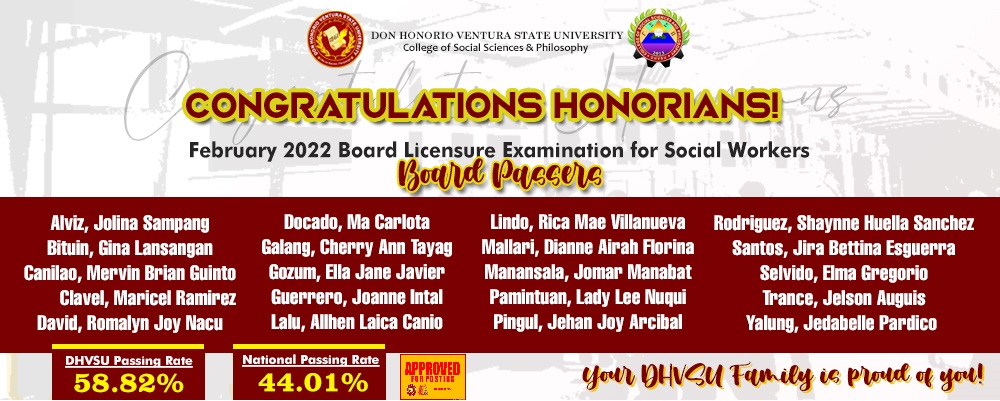 DON HONORIO VENTURA STATE UNIVERSITY
College of Social Sciences & Philosophy
Congratulations Honorians
CONGRATULATIONS HONORIANS!
February 2022 Board Licensure Examination for Social Workers
Board Passers
Alviz, Jolina Sampang
Bituin, Gina Lansangan
Canilao, Mervin Brian Guinto
Clavel, Maricel Ramirez
David, Romalyn Joy Nacu
Docado, Ma Carlota
Galang, Cherry Ann Tayag
Gozum, Ella Jane Javier
Guerrero, Joanne Intal
Lalu, Allhen Laica Canio
Lindo, Rica Mae Villanueva
Mallari, Dianne Airah Florina
Manansala, Jomar Manabat
Pamintuan, Lady Lee Nuqui
Pingul, Jehan Joy Arcibal
Rodriguez, Shaynne Huella Sanchez
Santos, Jira Bettina Esguerra
Selvido, Elma Gregorio
Trance, Jelson Auguis
Yalung, Jedabelle Pardico
DHVSU Passing Rate
58.82%
National Passing Rate
44.01%
APPROVED
FOR POSTING
Your DHVSU Family is proud of you!